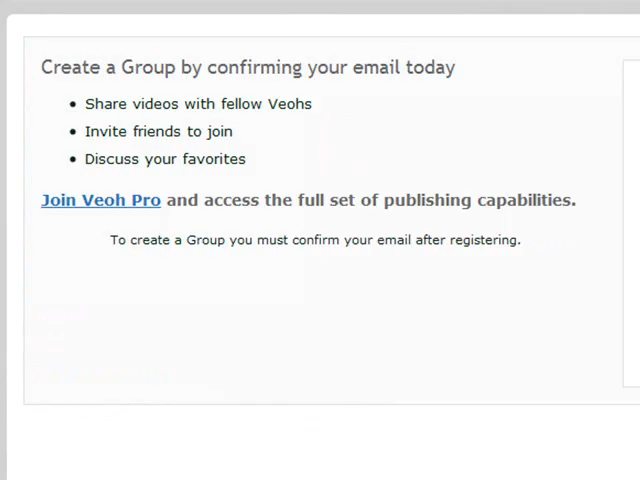 Create a Group by confirming your email today
• Share videos with fellow Veohs
• Invite friends to join
• Discuss your favorites
Join Veoh Pro and access the full set of publishing capabilities.
To create a Group you must confirm your email after registering.